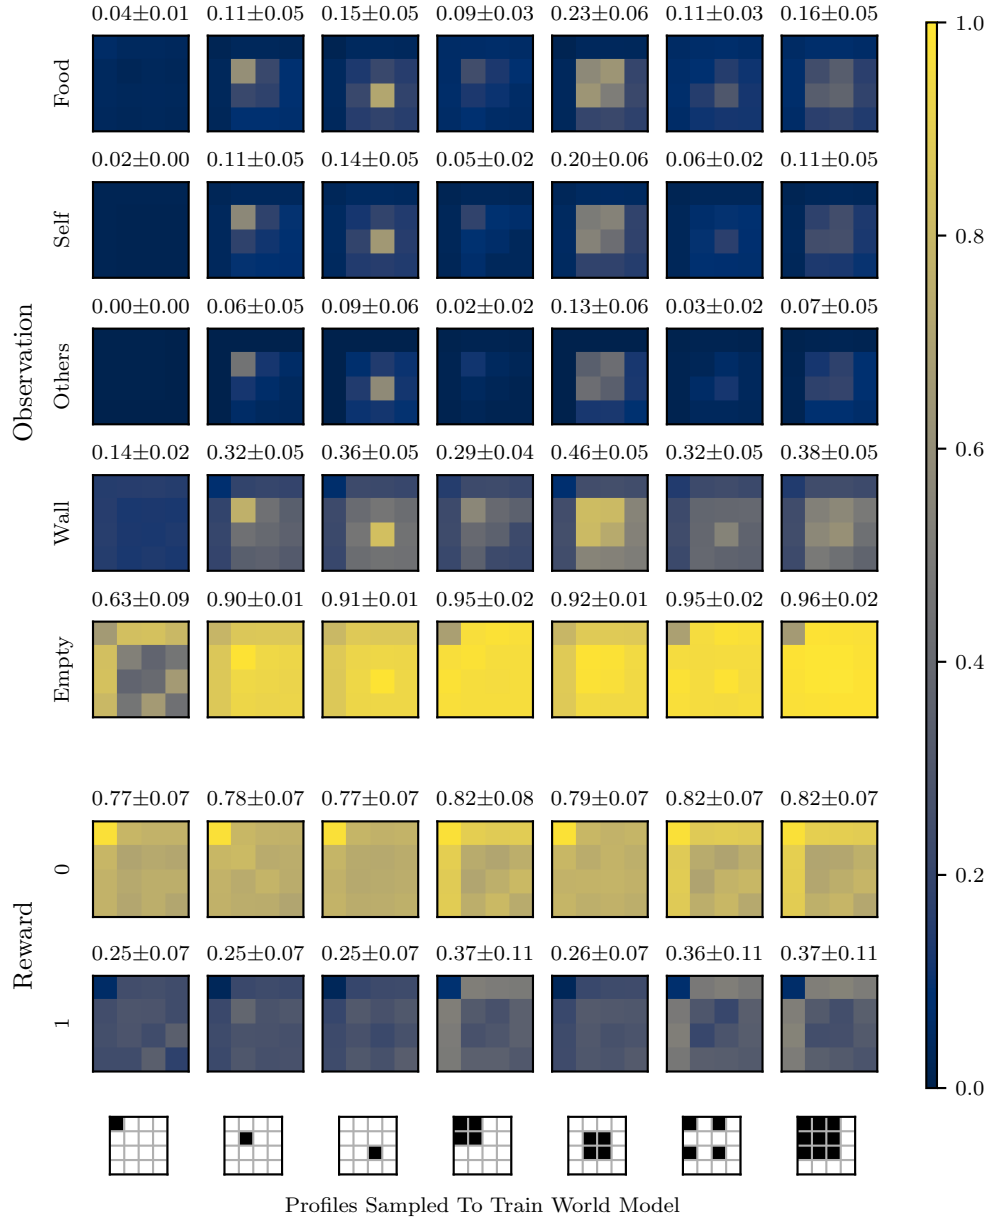 0.04±0.01 0.11±0.05 0.15±0.05 0.09±0.03 0.23±0.06 0.11±0.03 0.16±0.05
Food
0.02±0.00 0.11±0.05 0.14±0.05 0.05±0.02 0.20±0.06 0.06±0.02 0.11±0.05
Self
0.00±0.00 0.06±0.05 0.09±0.06 0.02±0.02 0.13±0.06 0.03±0.02 0.07±0.05
Others
Observation
0.14±0.02 0.32±0.05 0.36±0.05 0.29±0.04 0.46±0.05 0.32±0.05 0.38±0.05
Wall
0.63±0.09 0.90±0.01 0.91±0.01 0.95±0.02 0.92±0.01 0.95±0.02 0.96±0.02
Empty
0.77±0.07 0.78±0.07 0.77±0.07 0.82±0.08 0.79±0.07 0.82±0.07 0.82±0.07
0
Reward
0.25±0.07 0.25±0.07 0.25±0.07 0.37±0.11 0.26±0.07 0.36±0.11 0.37±0.11
1
Profiles Sampled To Train World Model
1.0
0.8
0.6
0.4
0.2
0.0